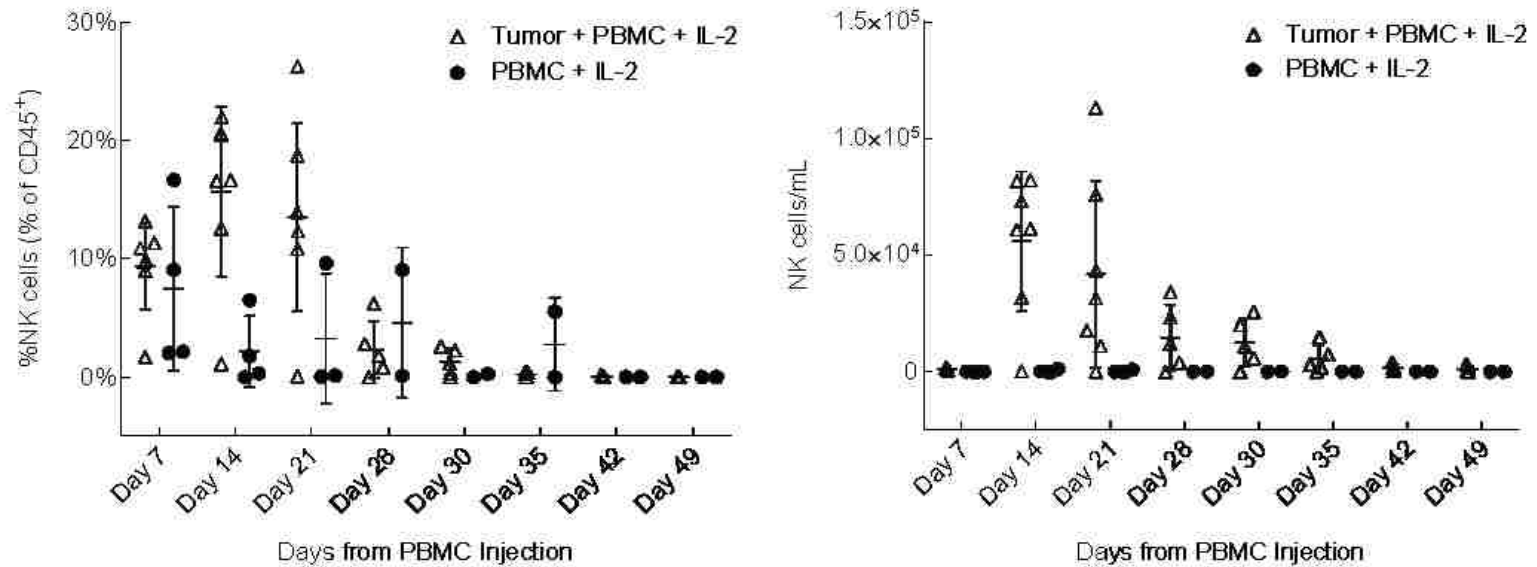 30%
20%
10%
0%
%NK cells (% of CD45⁺)
Tumor + PBMC + IL-2
PBMC + IL-2
Day 7
Day 14
Day 21
Day 28
Day 30
Day 35
Day 42
Day 49
Days from PBMC Injection
1.5×10⁵
1.0×10⁵
5.0×10⁴
0
NK cells/mL
Tumor + PBMC + IL-2
PBMC + IL-2
Day 7
Day 14
Day 21
Day 28
Day 30
Day 35
Day 42
Day 49
Days from PBMC Injection